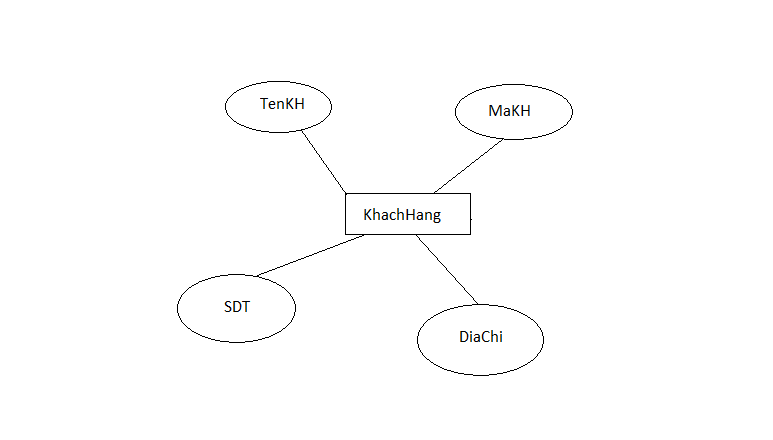 TenKH
MaKH
KhachHang
SDT
DiaChi